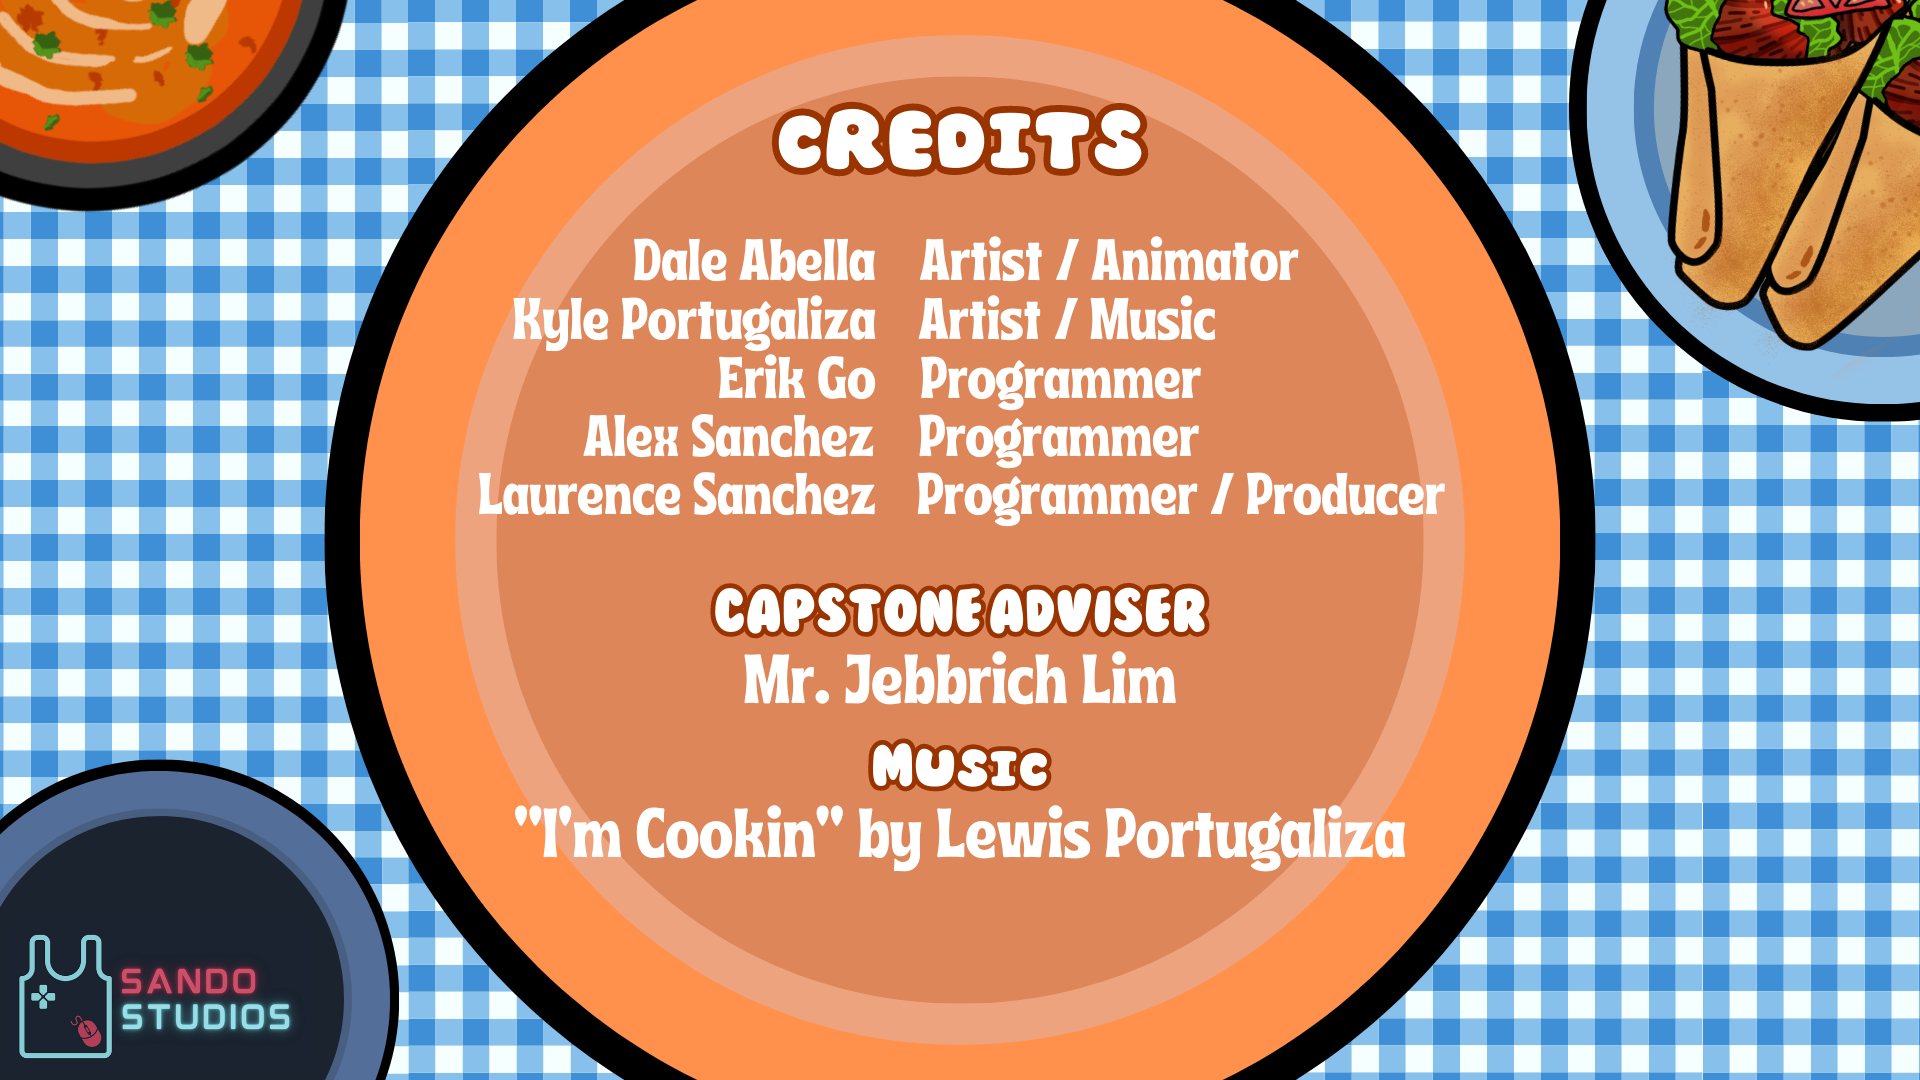 CREDITS
Dale Abella Artist / Animator
Kyle Portugaliza Artist / Music
Erik Go Programmer
Alex Sanchez Programmer
Laurence Sanchez Programmer / Producer
CAPSTONE ADVISER
Mr. Jebbrich Lim
MUSIC
"I'm Cookin" by Lewis Portugaliza
SANDO
STUDIOS